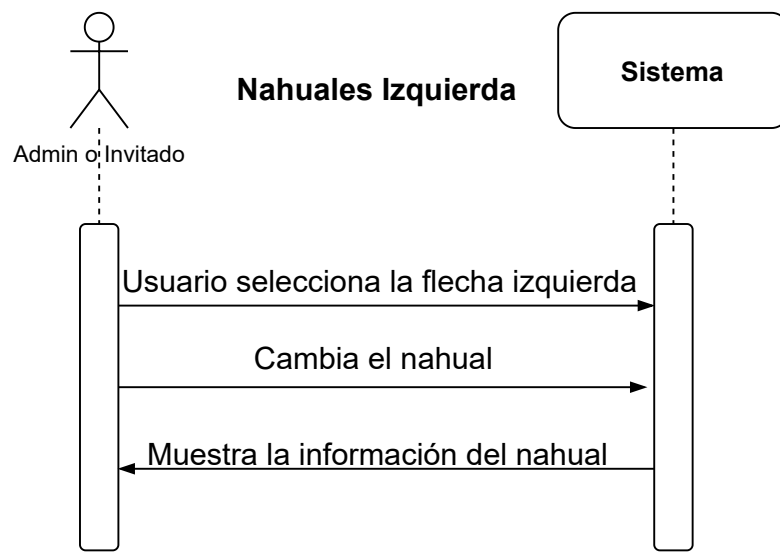 Nahuales Izquierda
Sistema
Admin o Invitado
Usuario selecciona la flecha izquierda
Cambia el nahual
Muestra la información del nahual